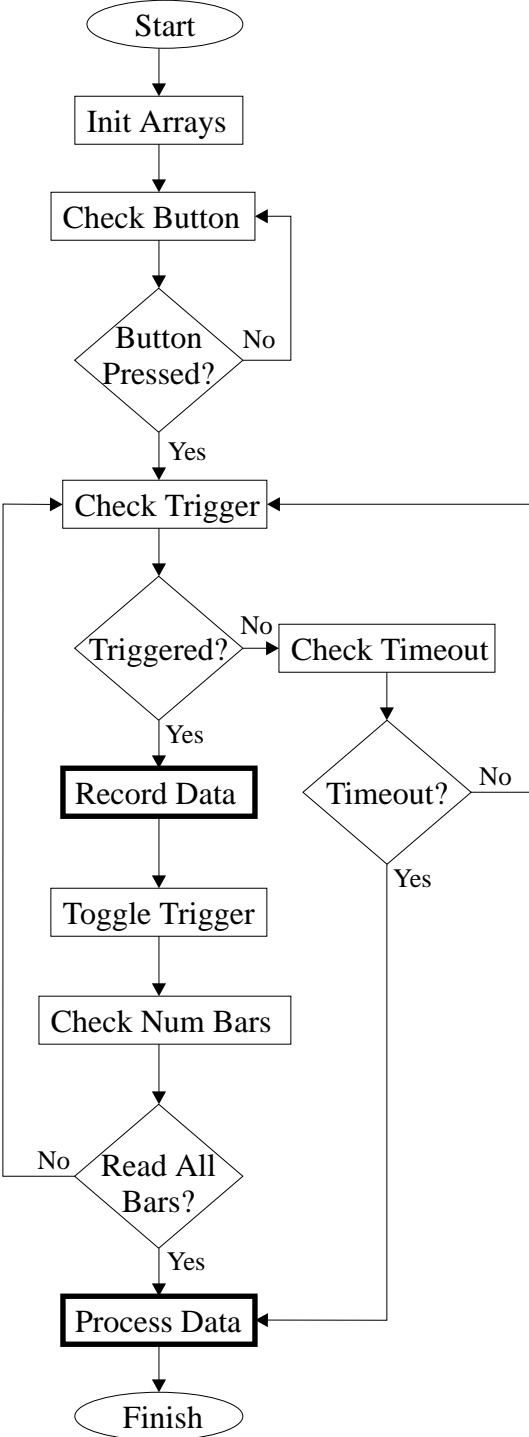 Start
Init Arrays
Check Button
Button
Pressed?
No
Yes
Check Trigger
Triggered?
No
Check Timeout
Yes
Record Data
Timeout?
No
Yes
Toggle Trigger
Check Num Bars
No
Read All
Bars?
Yes
Process Data
Finish